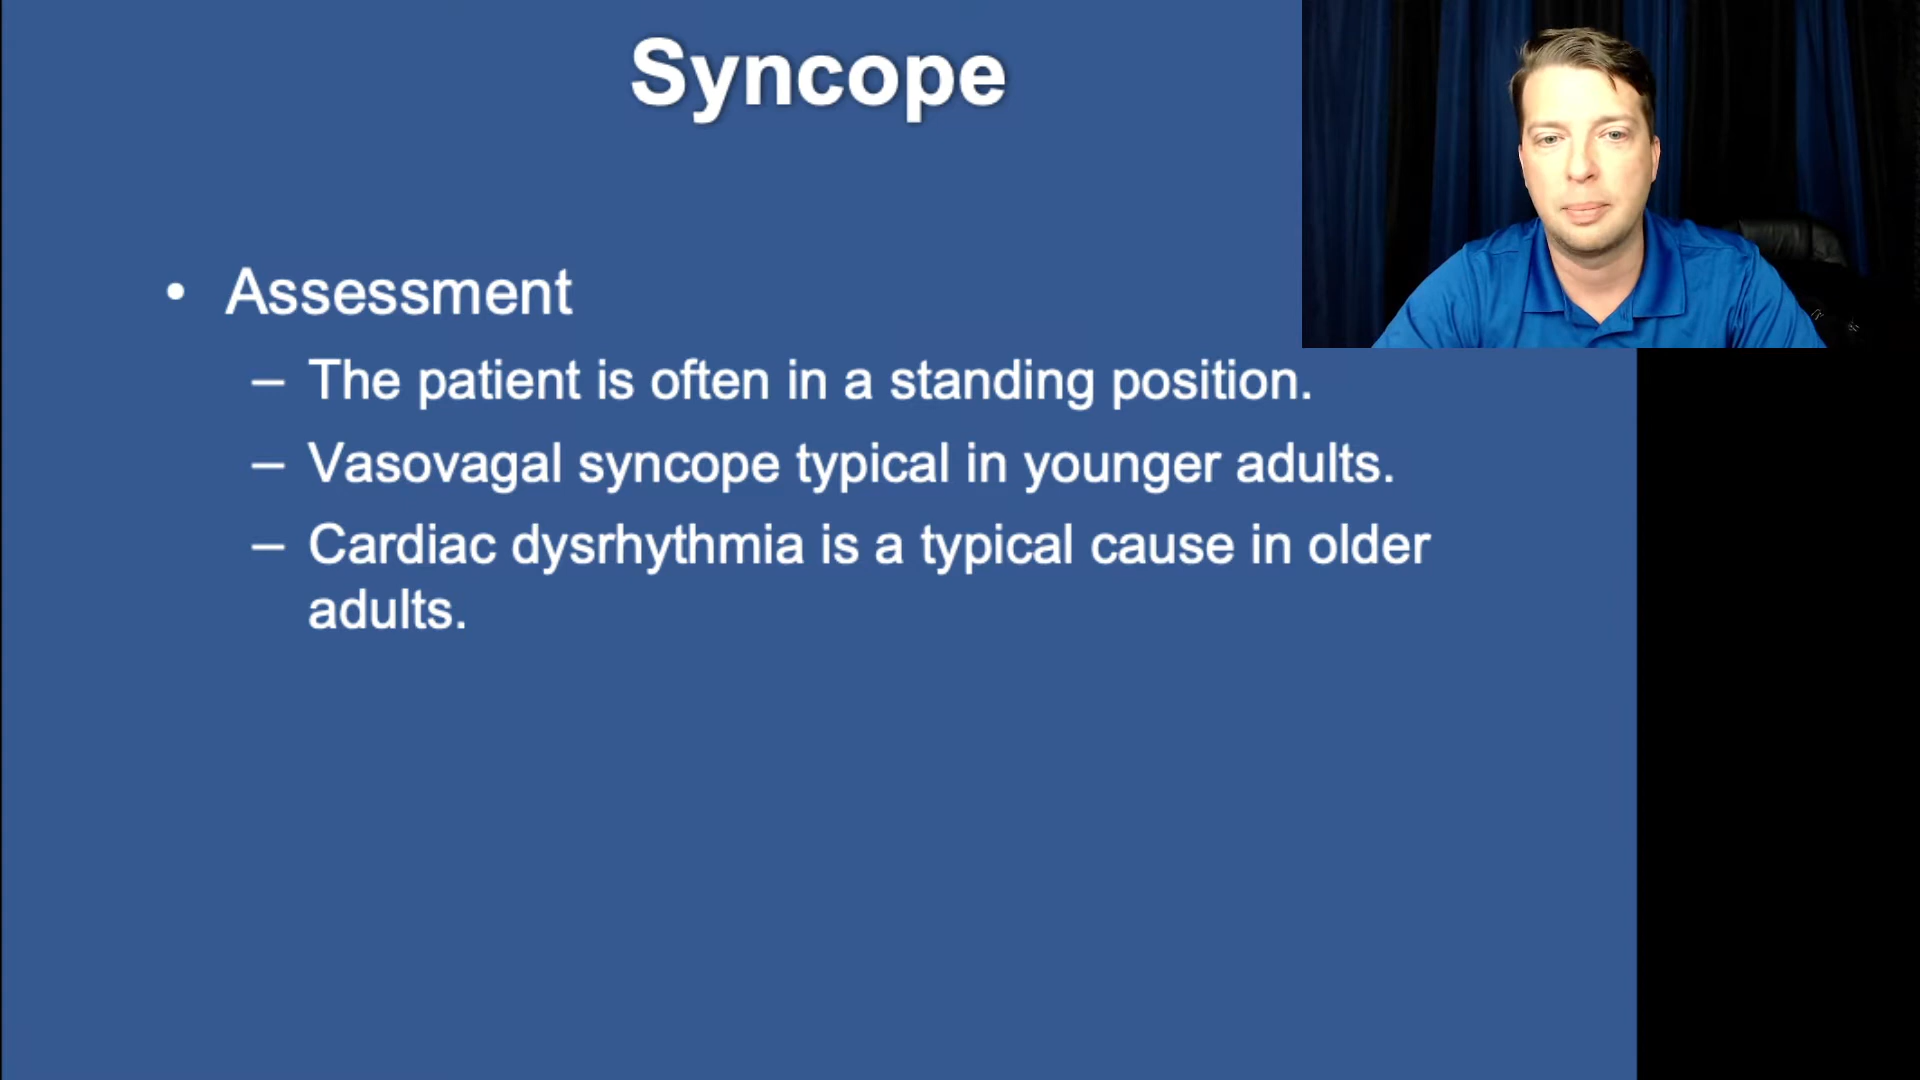 Syncope
• Assessment
– The patient is often in a standing position.
– Vasovagal syncope typical in younger adults.
– Cardiac dysrhythmia is a typical cause in older
adults.